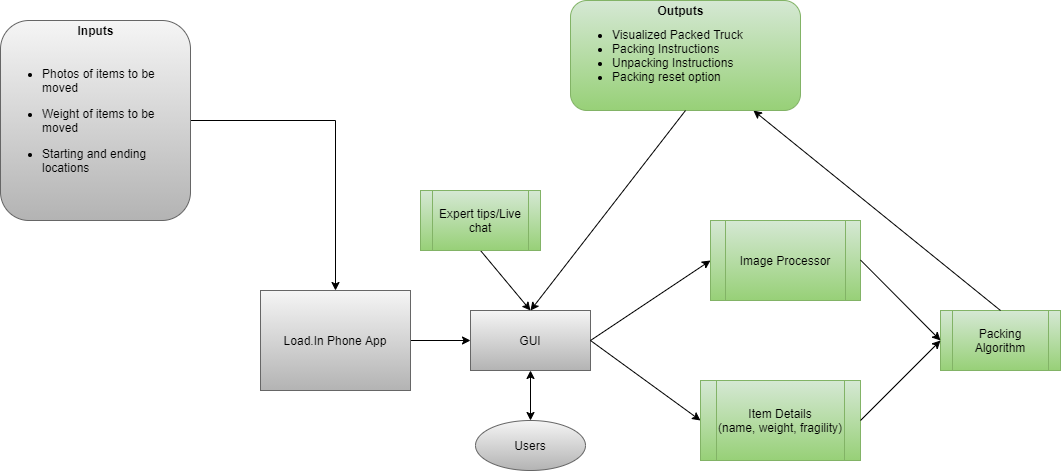 Inputs
• Photos of items to be
moved
• Weight of items to be
moved
• Starting and ending
locations
Outputs
• Visualized Packed Truck
• Packing Instructions
• Unpacking Instructions
• Packing reset option
Expert tips/Live
chat
Image Processor
Load.In Phone App
GUI
Packing
Algorithm
Item Details
(name, weight, fragility)
Users